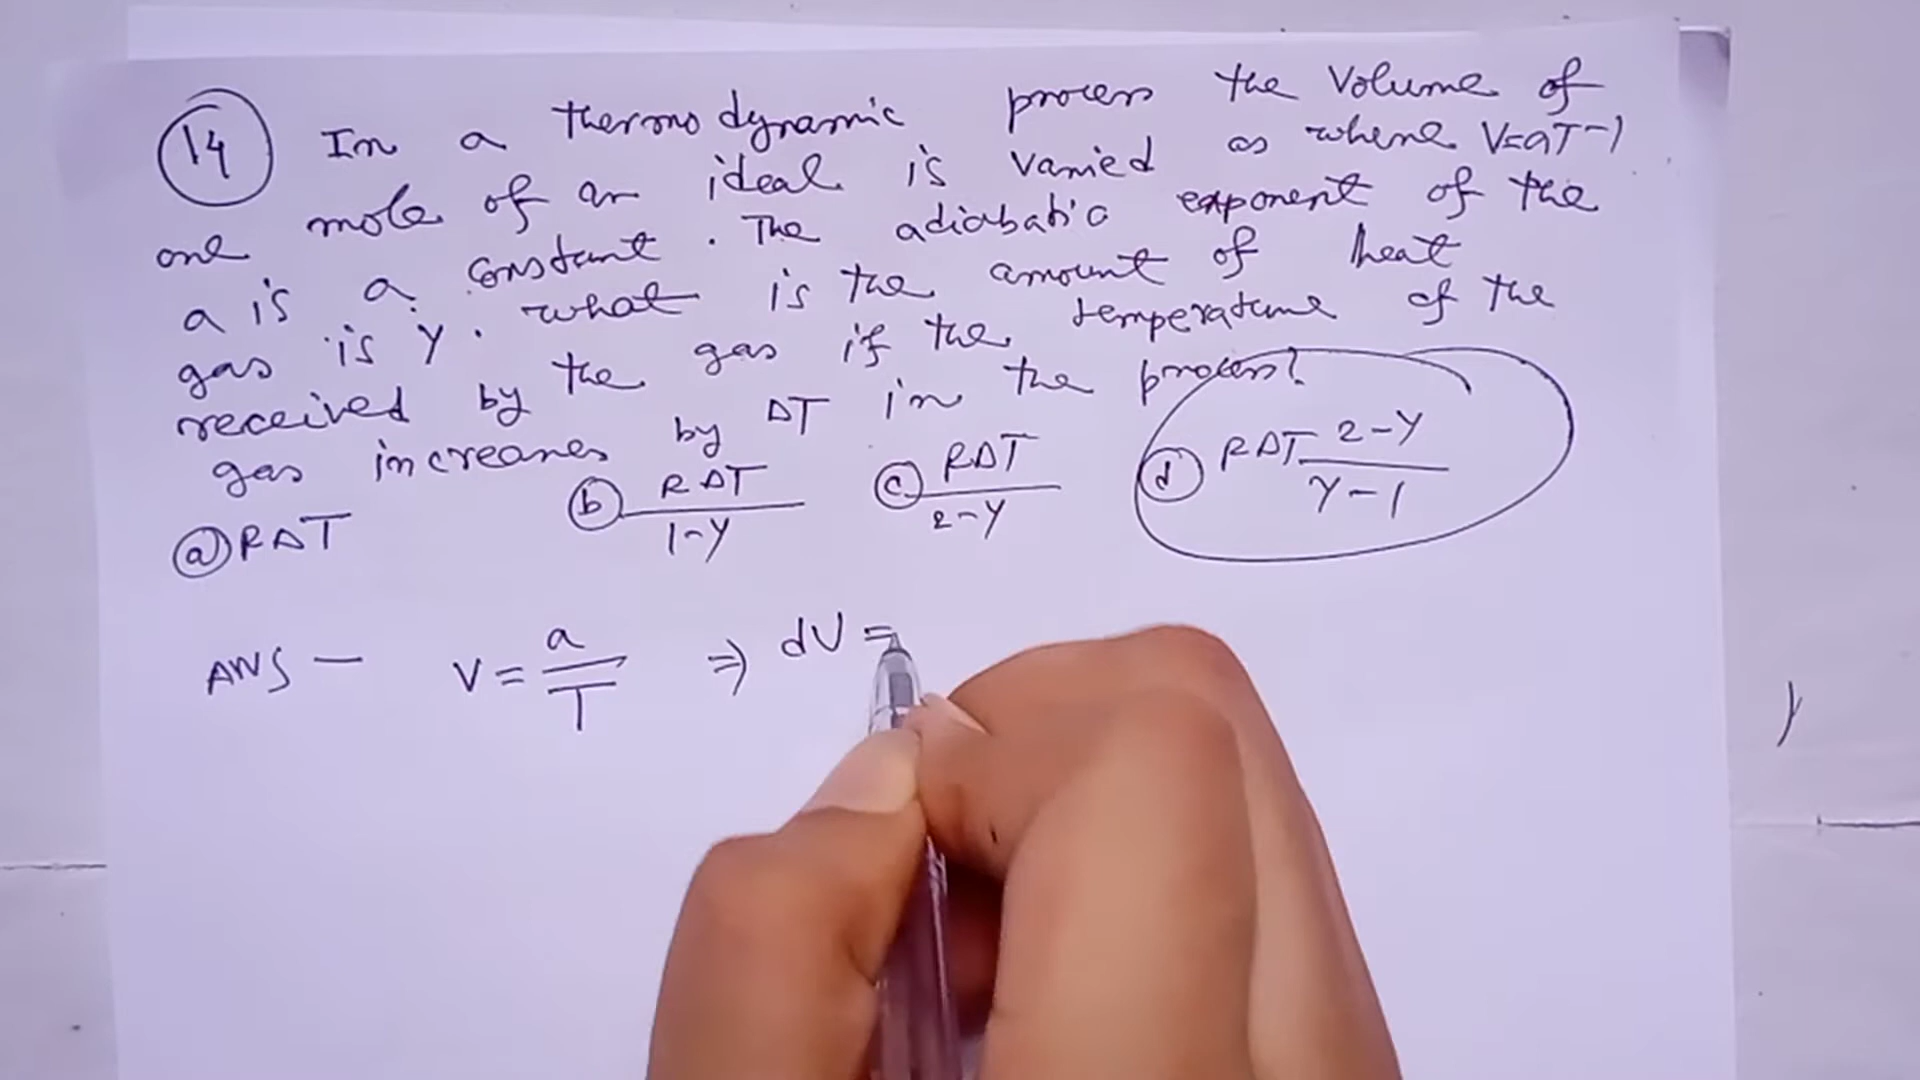 14 In a thermodynamic process the Volume of
one mole of an ideal is varied as where V=aT-1
a is a constant. The adiabatic exponent of the
gas is γ. what is the amount of heat
received by the gas if the temperature of the
gas increases by ΔT in the process?
a RΔT b RΔT/1-γ c RΔT/2-γ d RΔT 2-γ/γ-1
ANS — V = a/T ⇒ dV =